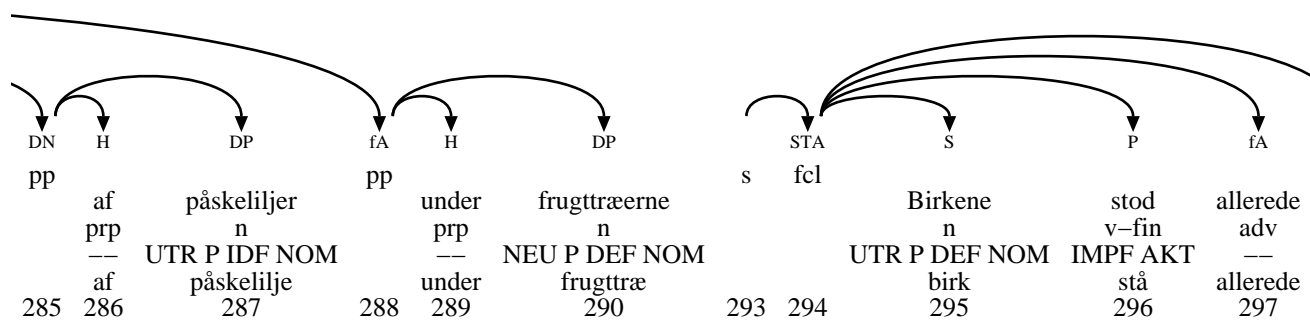 DN H DP fA H DP STA S P fA
pp pp s fcl
af påskeliljer under frugttræerne Birkene stod allerede
prp n prp n n v−fin adv
−− UTR P IDF NOM −− NEU P DEF NOM UTR P DEF NOM IMPF AKT −−
af påskelilje under frugttræ birk stå allerede
285 286 287 288 289 290 293 294 295 296 297